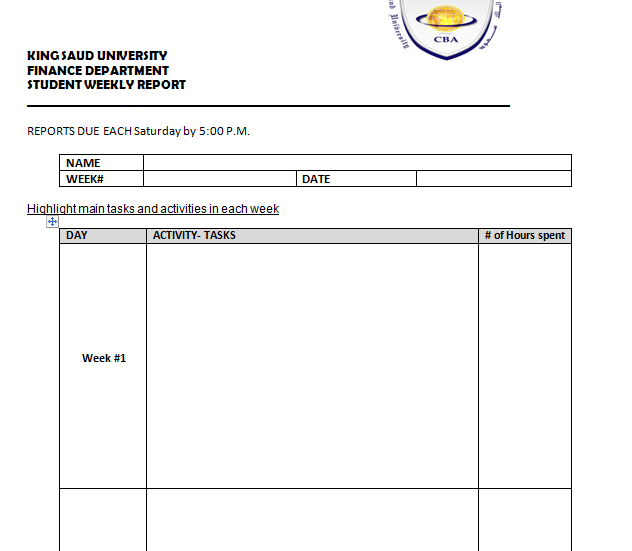 CBA
University
KING SAUD UNIVERSITY
FINANCE DEPARTMENT
STUDENT WEEKLY REPORT
REPORTS DUE EACH Saturday by 5:00 P.M.
NAME
WEEK# DATE
Highlight main tasks and activities in each week
DAY ACTIVITY- TASKS # of Hours spent
Week #1